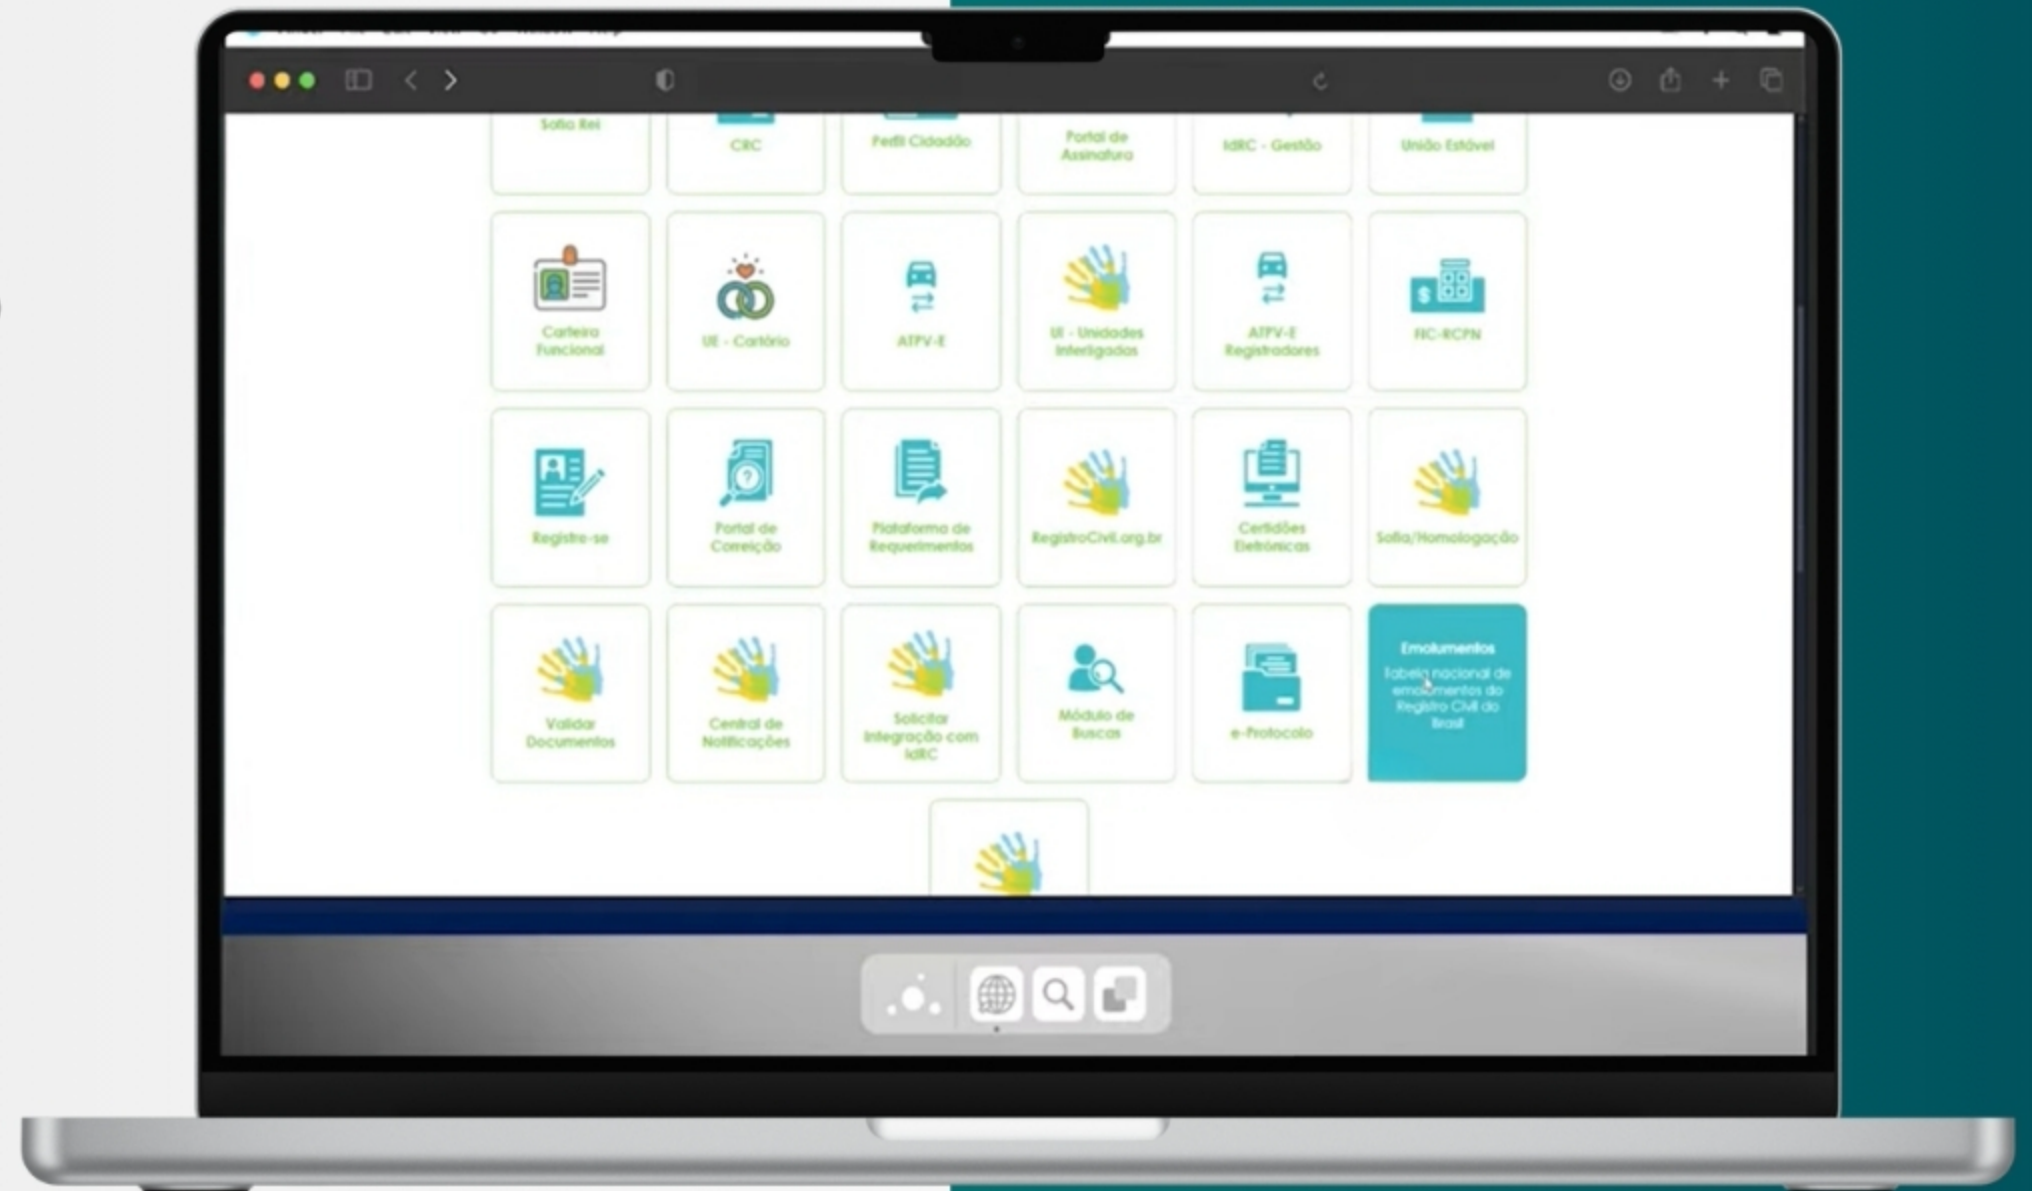 Sofia Rei
CRC
Perfil Cidadão
Portal de
Assinatura
IdRC - Gestão
União Estável
Carteira
Funcional
UE - Cartório
ATPV-E
UI - Unidades
Interligadas
ATPV-E
Registradores
$
FIC-RCPN
Registre-se
?
Portal de
Correição
Plataforma de
Requerimentos
RegistroCivil.org.br
Certidões
Eletrônicas
Sofia/Homologação
Validar
Documentos
Central de
Notificações
Solicitar
Integração com
IdRC
Módulo de
Buscas
e-Protocolo
Emolumentos
Tabela nacional de
emolumentos do
Registro Civil do
Brasil